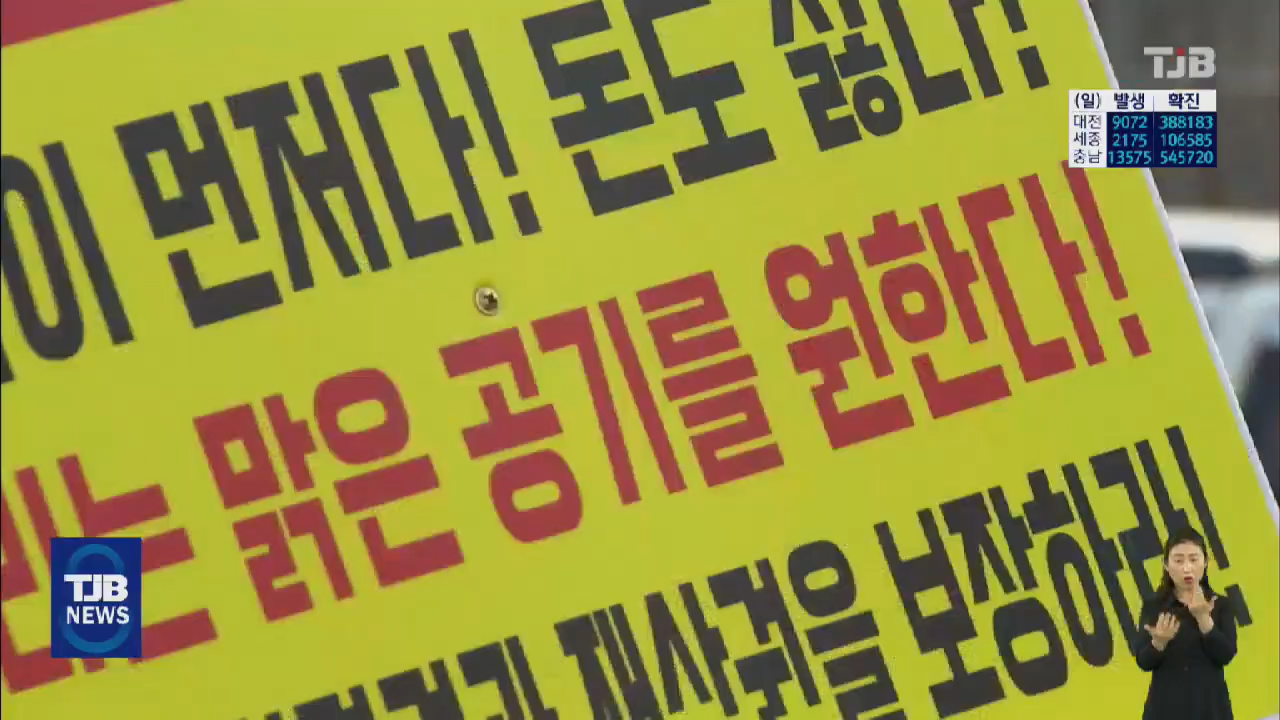 이 먼저다! 돈도 싫다!
는 맑은 공기를 원한다!
재산권을 보장하라!
TJB
(일) 발생 확진
대전 9072 388183
세종 2175 106585
충남 13575 545720
TJB
NEWS